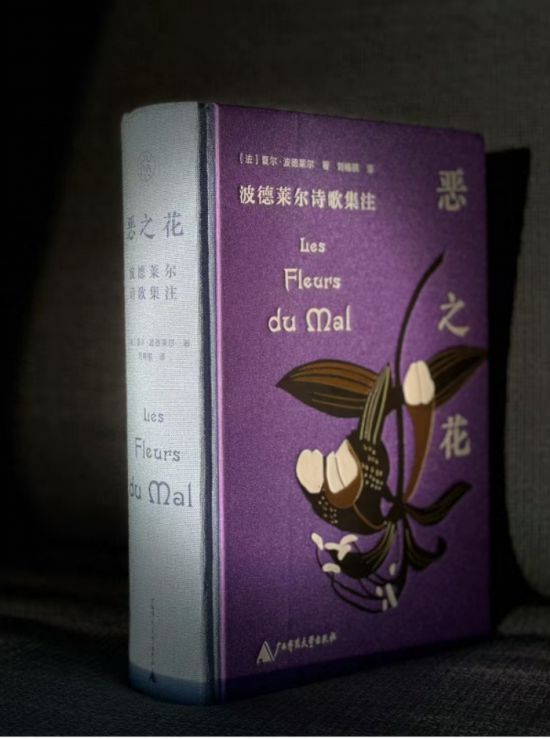 恶之花
波德莱尔
诗歌集注
Les
Fleurs
du Mal
［法］夏尔·波德莱尔 著 刘楠祺 译
波德莱尔诗歌集注
Les
Fleurs
du Mal
恶之花
广西师范大学出版社